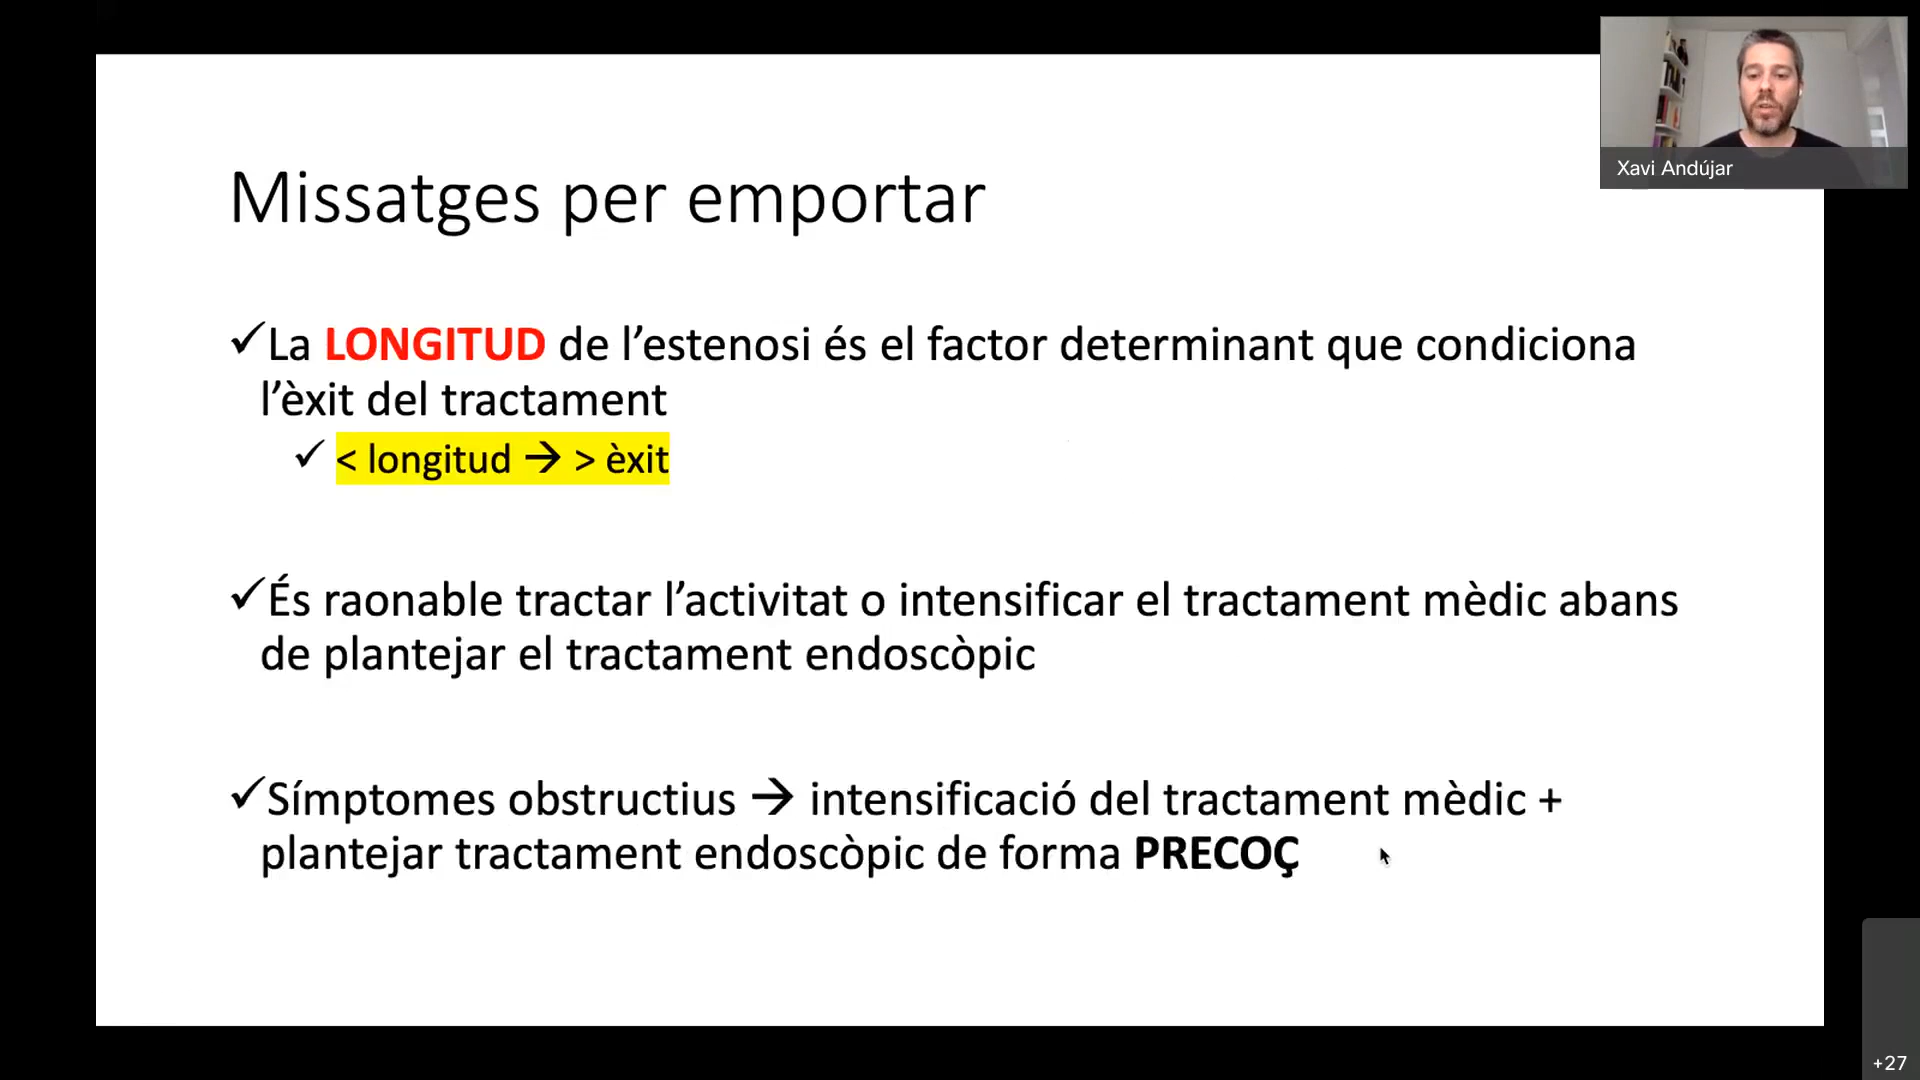 Xavi Andújar
Missatges per emportar
✓La LONGITUD de l’estenosi és el factor determinant que condiciona
l’èxit del tractament
✓ < longitud → > èxit
✓És raonable tractar l’activitat o intensificar el tractament mèdic abans
de plantejar el tractament endoscòpic
✓Símptomes obstructius → intensificació del tractament mèdic +
plantejar tractament endoscòpic de forma PRECOÇ
+27